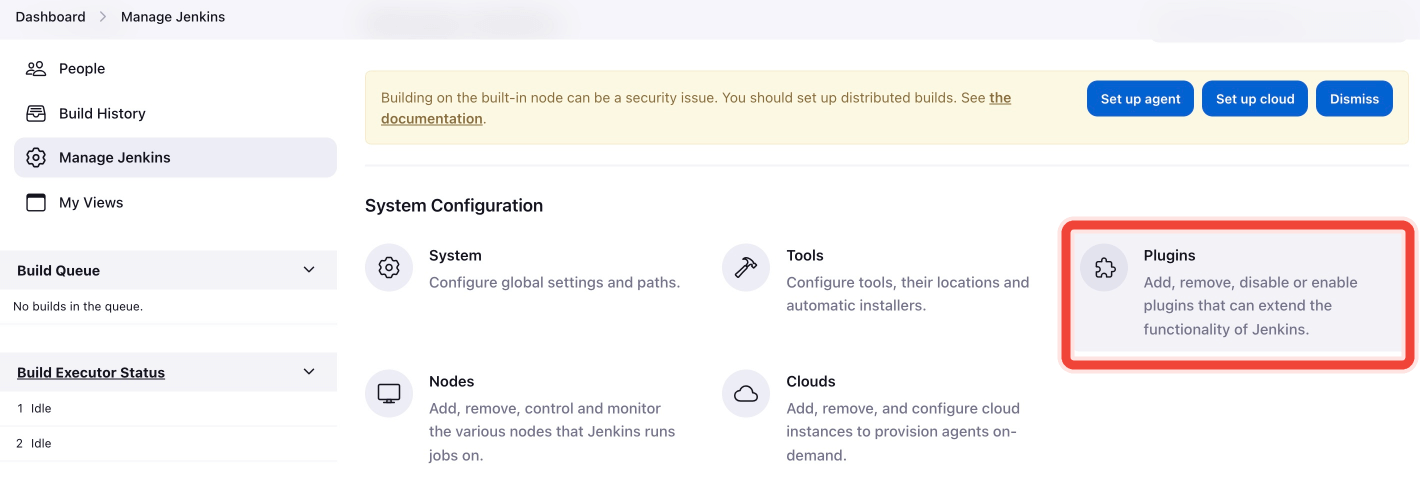 Dashboard > Manage Jenkins
People
Build History
Manage Jenkins
My Views
Build Queue
No builds in the queue.
Build Executor Status
1 Idle
2 Idle
Building on the built-in node can be a security issue. You should set up distributed builds. See the
documentation.
Set up agent
Set up cloud
Dismiss
System Configuration
System
Configure global settings and paths.
Tools
Configure tools, their locations and
automatic installers.
Plugins
Add, remove, disable or enable
plugins that can extend the
functionality of Jenkins.
Nodes
Add, remove, control and monitor
the various nodes that Jenkins runs
jobs on.
Clouds
Add, remove, and configure cloud
instances to provision agents on-
demand.